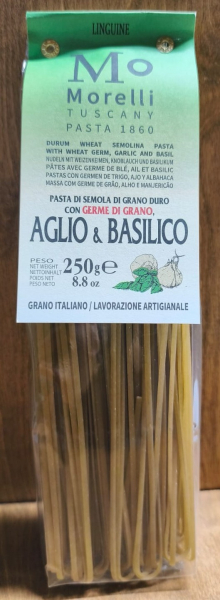 LINGUINE
Mo
Morelli
TUSCANY
PASTA 1860
DURUM WHEAT SEMOLINA PASTA
WITH WHEAT GERM, GARLIC AND BASIL
NUDELN MIT WEIZENKEIMEN, KNOBLAUCH UND BASILIKUM
PÂTES AVEC GERME DE BLÉ, AIL ET BASILIC
PASTAS CON GERMEN DE TRIGO, AJO Y ALBAHACA
MASSA COM GERME DE GRÃO, ALHO E MANJERICÃO
PASTA DI SEMOLA DI GRANO DURO
CON GERME DI GRANO,
AGLIO & BASILICO
PESO
NET WEIGHT
NETTOINHALT
POIDS NET
PESO NETO
250g℮
8.8 oz
GRANO ITALIANO / LAVORAZIONE ARTIGIANALE